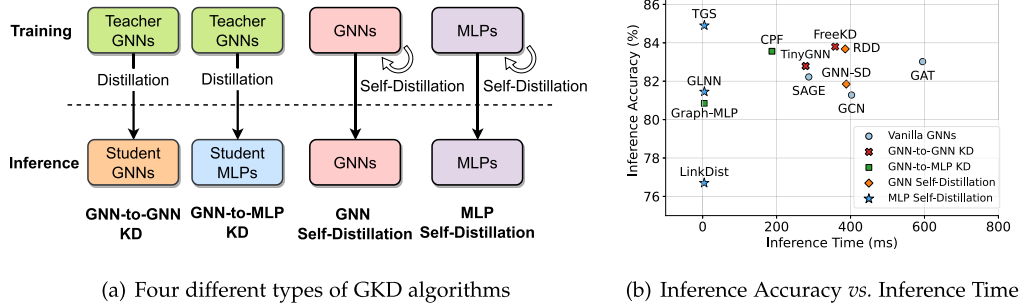 Training
Teacher
GNNs
Teacher
GNNs
GNNs
MLPs
Distillation
Distillation
Self-Distillation
Self-Distillation
Inference
Student
GNNs
Student
MLPs
GNNs
MLPs
GNN-to-GNN
KD
GNN-to-MLP
KD
GNN
Self-Distillation
MLP
Self-Distillation
(a) Four different types of GKD algorithms
Inference Accuracy (%)
86
84
82
80
78
76
TGS
CPF
FreeKD
RDD
TinyGNN
GAT
GNN-SD
SAGE
GLNN
GCN
Graph-MLP
LinkDist
Vanilla GNNs
GNN-to-GNN KD
GNN-to-MLP KD
GNN Self-Distillation
MLP Self-Distillation
0 200 400 600 800
Inference Time (ms)
(b) Inference Accuracy vs. Inference Time